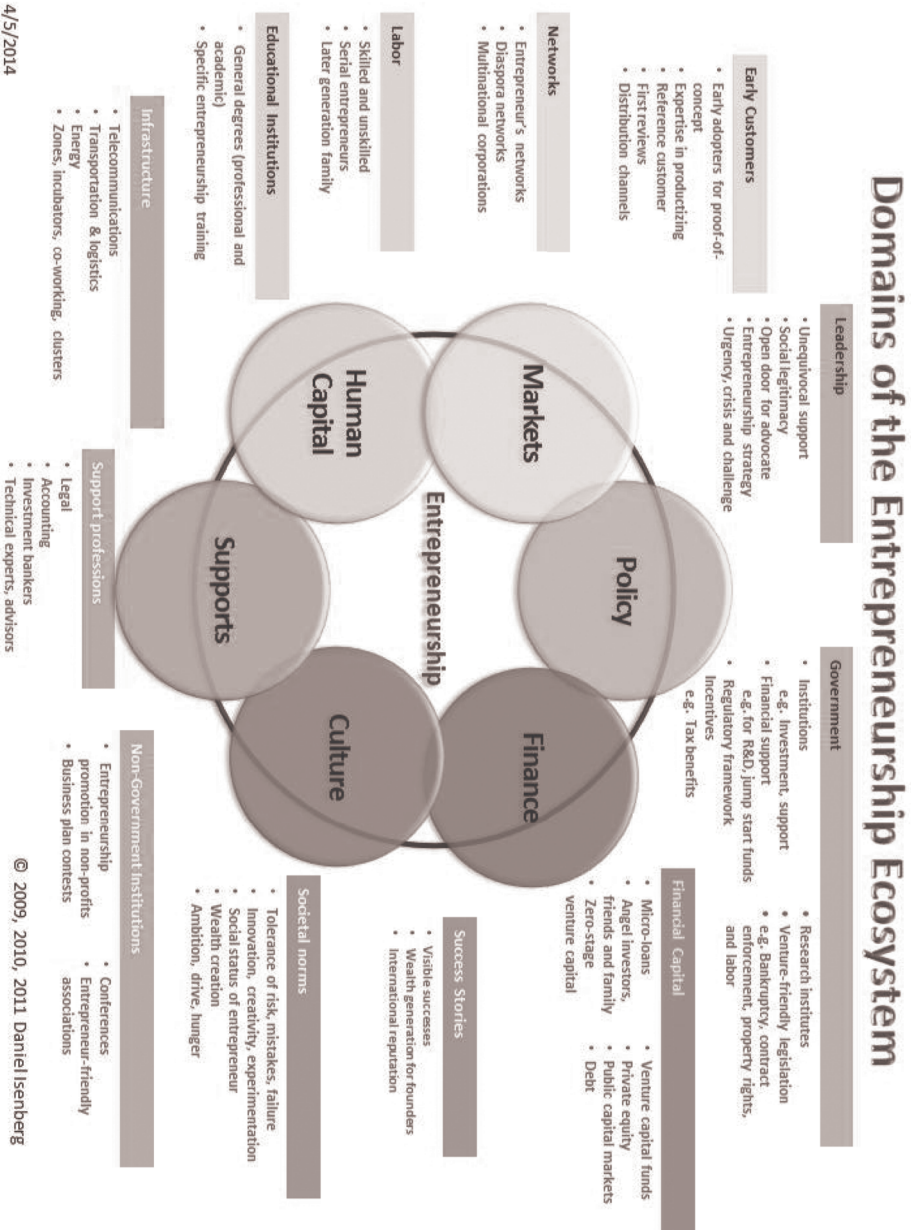 Domains of the Entrepreneurship Ecosystem
Early Customers
• Early adopters for proof-of-
concept
• Expertise in productizing
• Reference customer
• First reviews
• Distribution channels
Leadership
• Unequivocal support
• Social legitimacy
• Open door for advocate
• Entrepreneurship strategy
• Urgency, crisis and challenge
Government
• Institutions
e.g. Investment, support
• Financial support
e.g. for R&D, jump start funds
• Regulatory framework
Incentives
e.g. Tax benefits
• Research institutes
• Venture-friendly legislation
• e.g. Bankruptcy, contract
enforcement, property rights,
and labor
Networks
• Entrepreneur's networks
• Diaspora networks
• Multinational corporations
Labor
• Skilled and unskilled
• Serial entrepreneurs
• Later generation family
Educational Institutions
• General degrees (professional and
academic)
• Specific entrepreneurship training
Markets
Policy
Finance
Entrepreneurship
Human
Capital
Supports
Culture
Financial Capital
• Micro-loans
• Angel investors,
friends and family
• Zero-stage
venture capital
• Venture capital funds
• Private equity
• Public capital markets
• Debt
Success Stories
• Visible successes
• Wealth generation for founders
• International reputation
Societal norms
• Tolerance of risk, mistakes, failure
• Innovation, creativity, experimentation
• Social status of entrepreneur
• Wealth creation
• Ambition, drive, hunger
Infrastructure
• Telecommunications
• Transportation & logistics
• Energy
• Zones, incubators, co-working, clusters
Support professions
• Legal
• Accounting
• Investment bankers
• Technical experts, advisors
Non-Government Institutions
• Entrepreneurship
promotion in non-profits
• Business plan contests
• Conferences
• Entrepreneur-friendly
associations
4/5/2014
© 2009, 2010, 2011 Daniel Isenberg